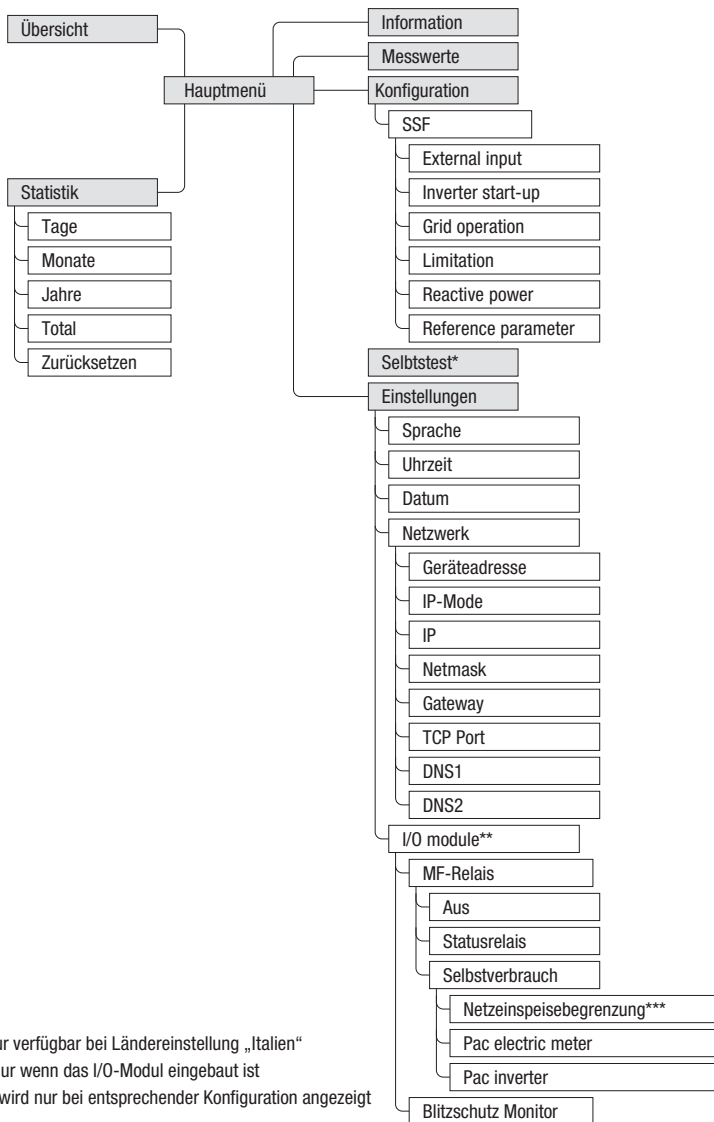 Übersicht
Hauptmenü
Statistik
Tage
Monate
Jahre
Total
Zurücksetzen
Information
Messwerte
Konfiguration
SSF
External input
Inverter start-up
Grid operation
Limitation
Reactive power
Reference parameter
Selbtstest*
Einstellungen
Sprache
Uhrzeit
Datum
Netzwerk
Geräteadresse
IP-Mode
IP
Netmask
Gateway
TCP Port
DNS1
DNS2
I/O module**
MF-Relais
Aus
Statusrelais
Selbstverbrauch
Netzeinspeisebegrenzung***
Pac electric meter
Pac inverter
Blitzschutz Monitor
verfügbar bei Ländereinstellung „Italien“
wenn das I/O-Modul eingebaut ist
wird nur bei entsprechender Konfiguration angezeigt